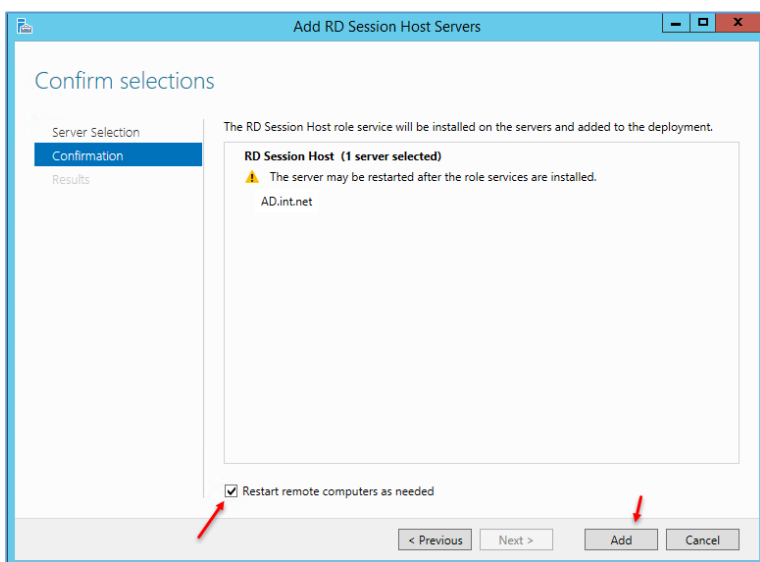 Add RD Session Host Servers
Confirm selections
Server Selection
Confirmation
Results
The RD Session Host role service will be installed on the servers and added to the deployment.
RD Session Host (1 server selected)
The server may be restarted after the role services are installed.
AD.int.net
Restart remote computers as needed
< Previous
Next >
Add
Cancel